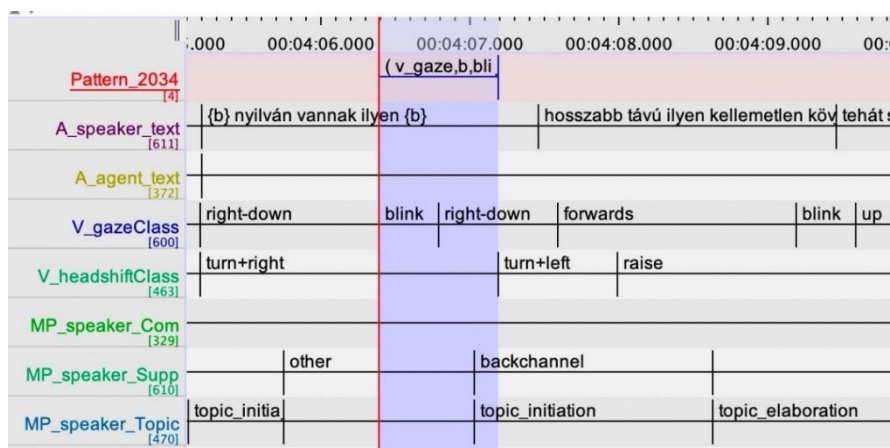 :.000 00:04:06.000 00:04:07.000 00:04:08.000 00:04:09.000 00:
Pattern_2034 ( v_gaze,b,bli
[4]
A_speaker_text {b} nyilván vannak ilyen {b} hosszabb távú ilyen kellemetlen köv tehát s
[611]
A_agent_text
[372]
V_gazeClass right-down blink right-down forwards blink up
[600]
V_headshiftClass turn+right turn+left raise
[463]
MP_speaker_Com
[329]
MP_speaker_Supp other backchannel
[610]
MP_speaker_Topic topic_initia topic_initiation topic_elaboration
[470]